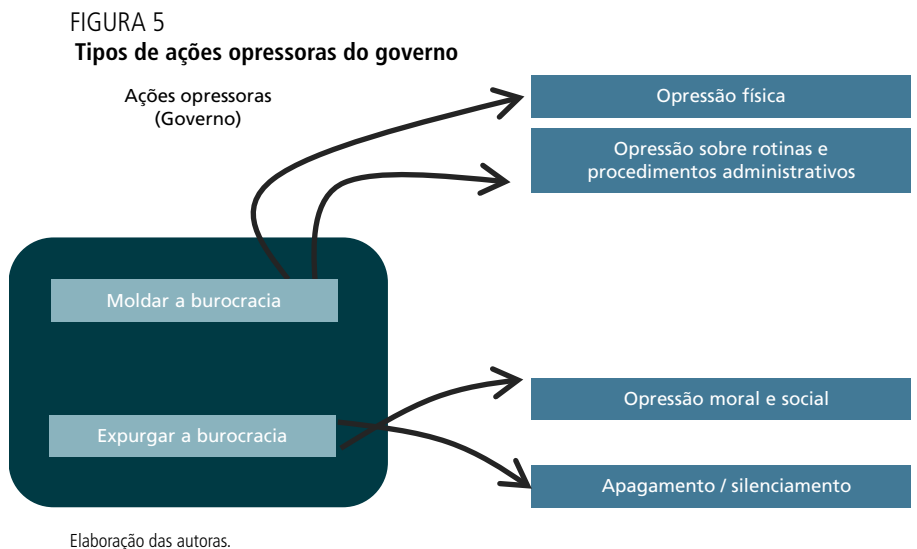 FIGURA 5
Tipos de ações opressoras do governo
Ações opressoras
(Governo)
Opressão física
Opressão sobre rotinas e
procedimentos administrativos
Moldar a burocracia
Opressão moral e social
Expurgar a burocracia
Apagamento / silenciamento
Elaboração das autoras.